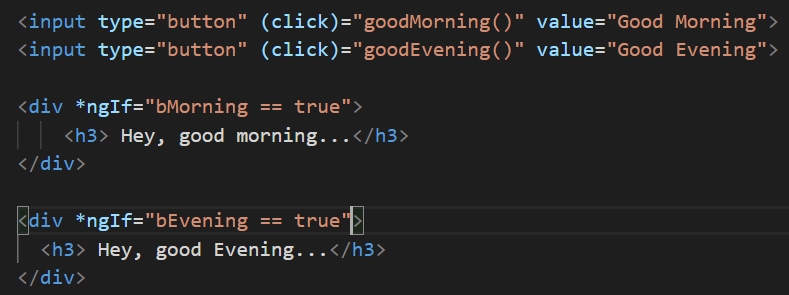 <input type="button" (click)="goodMorning()" value="Good Morning">
<input type="button" (click)="goodEvening()" value="Good Evening">
<div *ngIf="bMorning == true">
<h3> Hey, good morning...</h3>
</div>
<div *ngIf="bEvening == true">
<h3> Hey, good Evening...</h3>
</div>